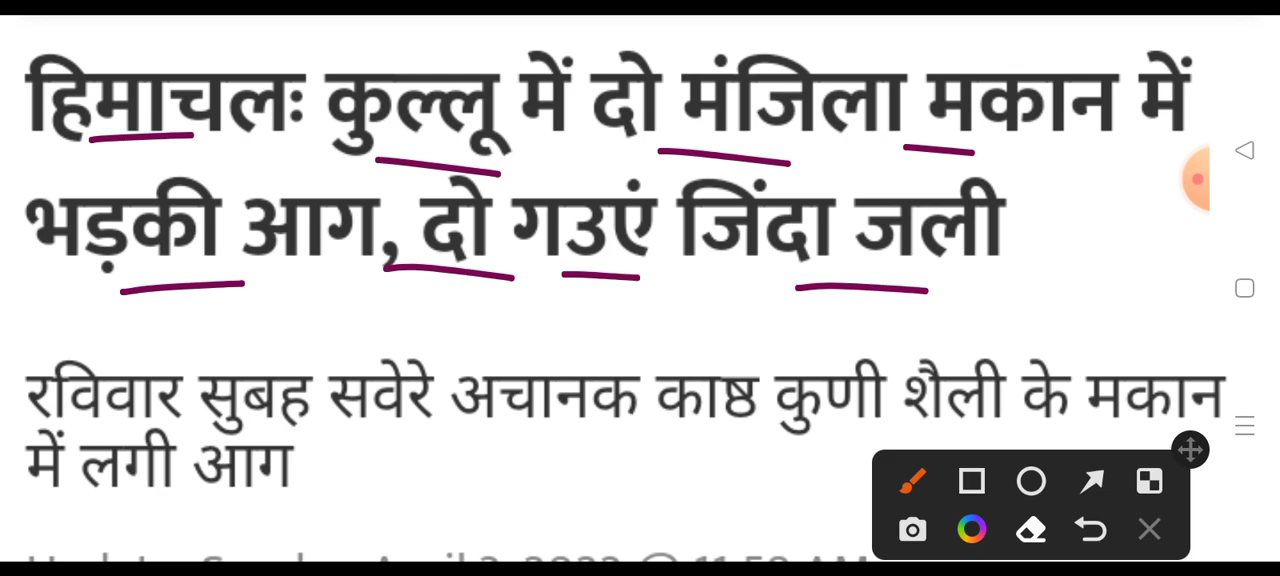 हिमाचलः कुल्लू में दो मंजिला मकान में
भड़की आग, दो गउएं जिंदा जली
रविवार सुबह सवेरे अचानक काष्ठ कुणी शैली के मकान
में लगी आग